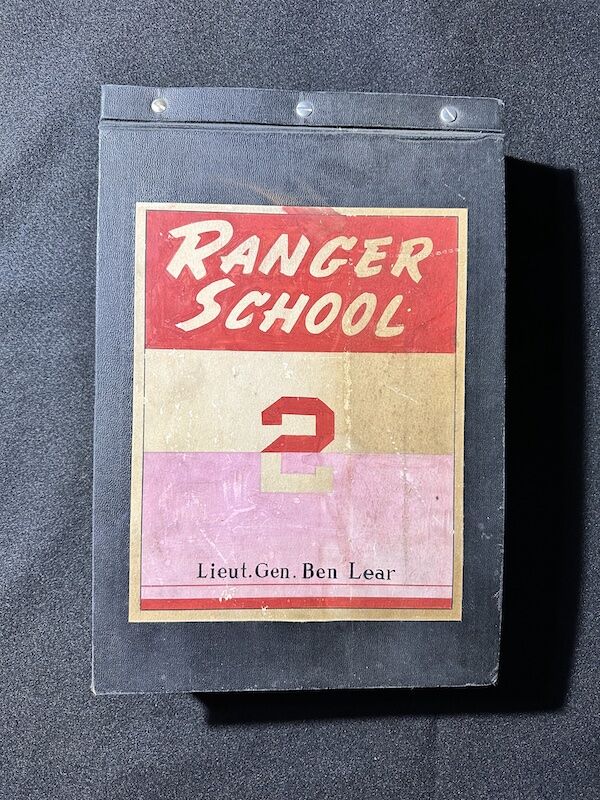 RANGER
SCHOOL
2
Lieut. Gen. Ben Lear